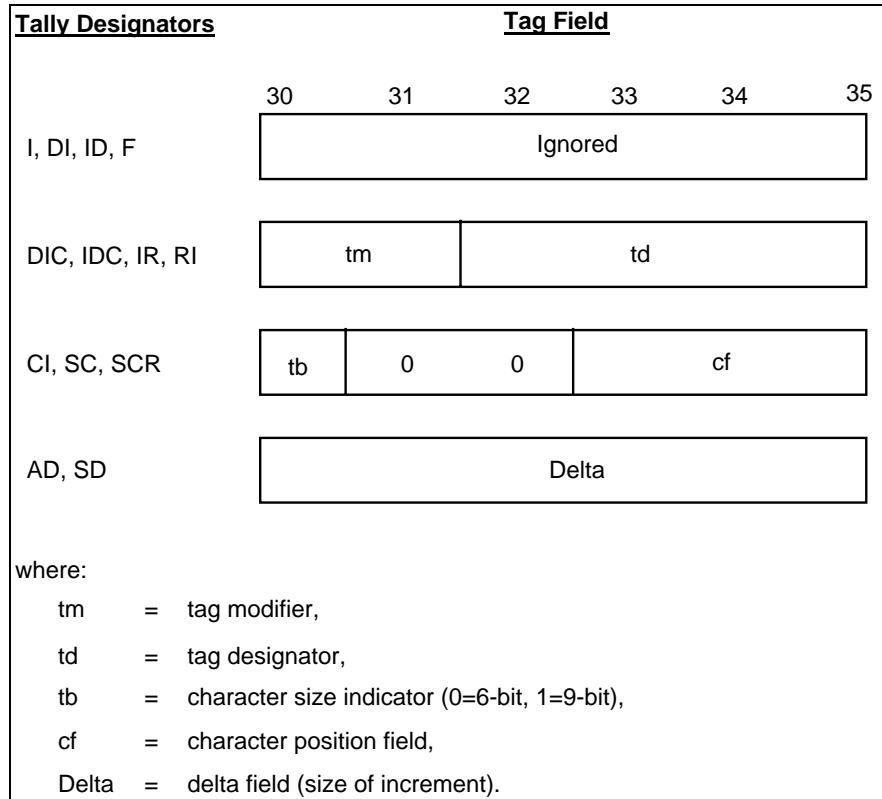 Tally Designators Tag Field
30 31 32 33 34 35
I, DI, ID, F Ignored
DIC, IDC, IR, RI tm td
CI, SC, SCR tb 0 0 cf
AD, SD Delta
where:
tm = tag modifier,
td = tag designator,
tb = character size indicator (0=6-bit, 1=9-bit),
cf = character position field,
Delta = delta field (size of increment).